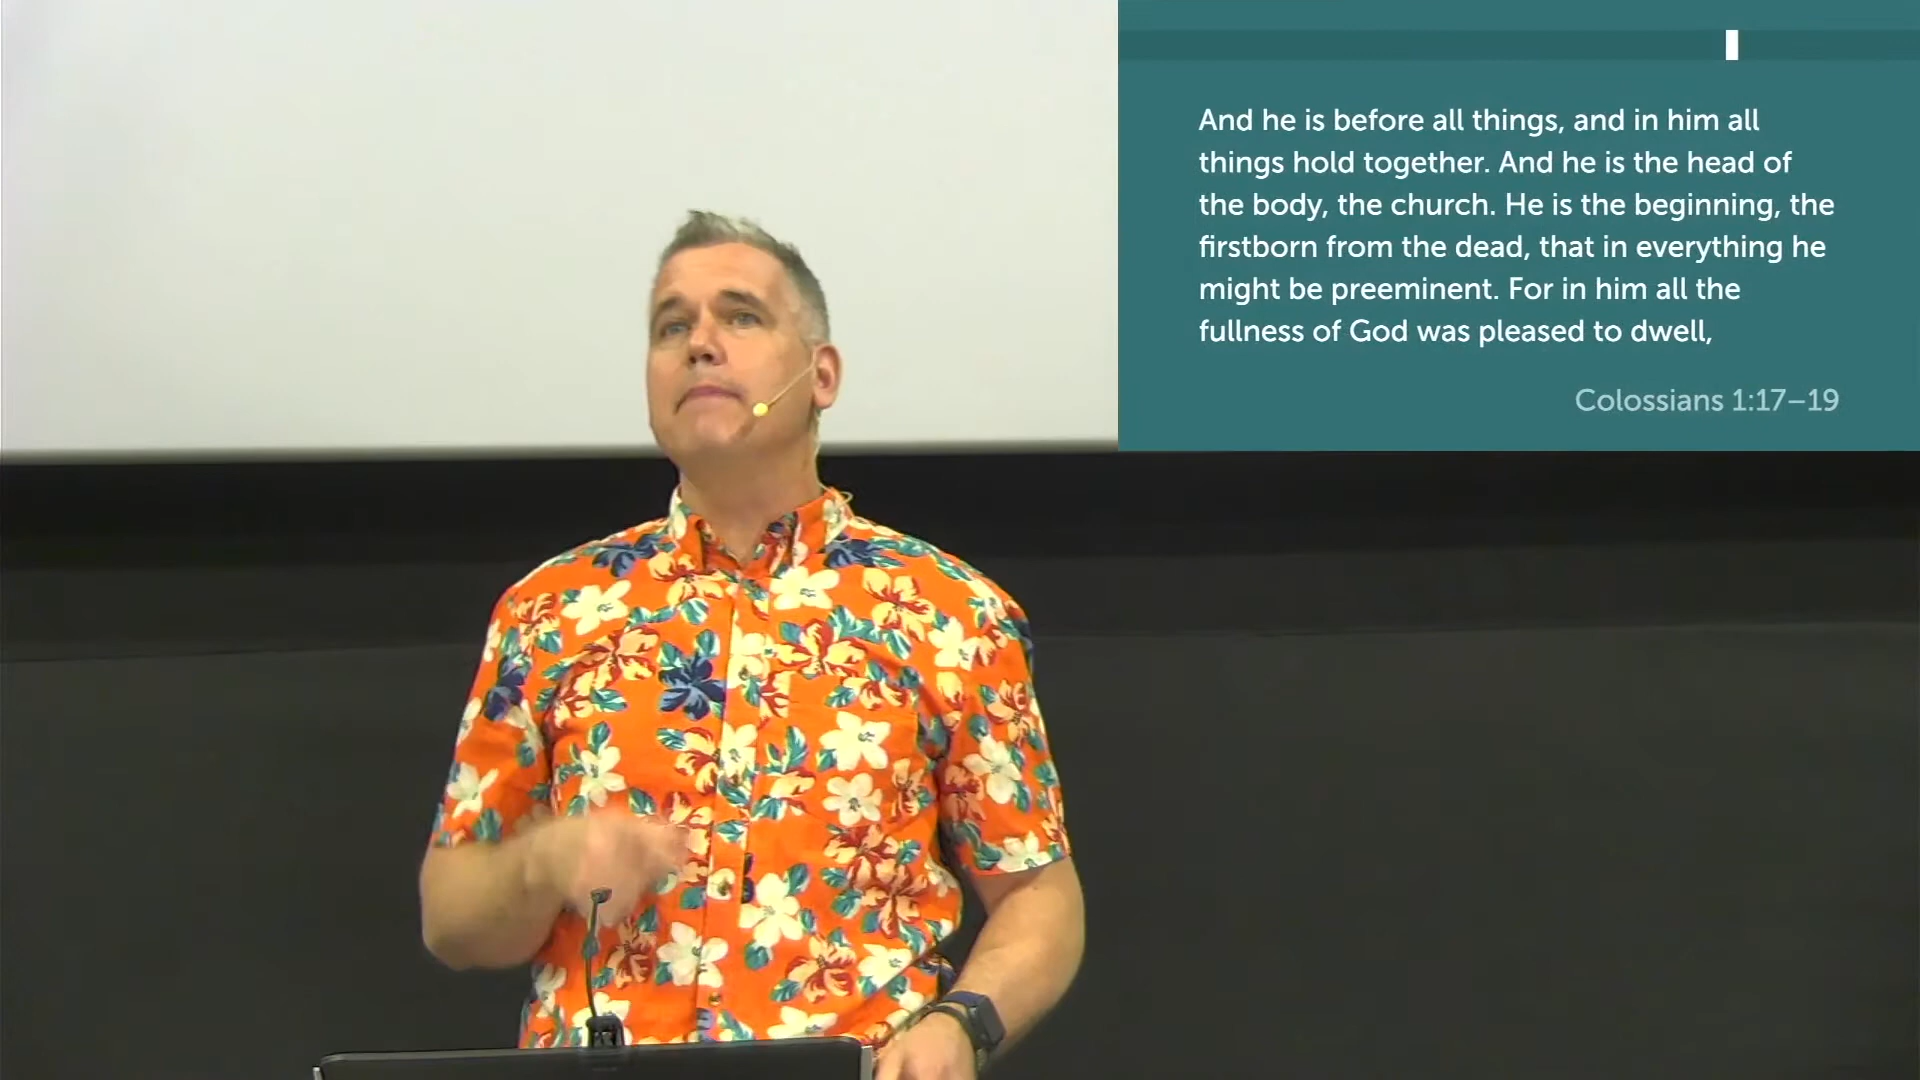 And he is before all things, and in him all
things hold together. And he is the head of
the body, the church. He is the beginning, the
firstborn from the dead, that in everything he
might be preeminent. For in him all the
fullness of God was pleased to dwell,
Colossians 1:17–19